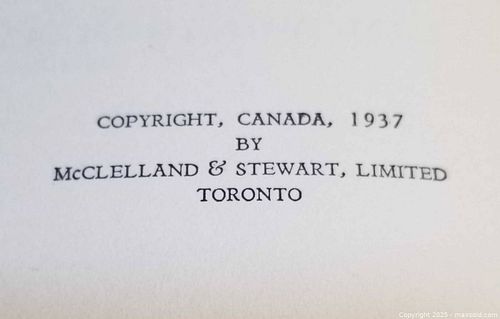 COPYRIGHT, CANADA, 1937
BY
McCLELLAND & STEWART, LIMITED
TORONTO
Copyright 2025 - maxsold.com